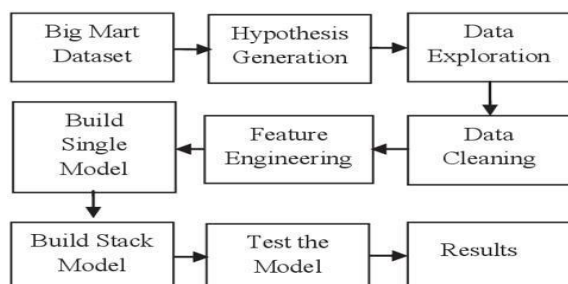 Big Mart
Dataset
Hypothesis
Generation
Data
Exploration
Data
Cleaning
Feature
Engineering
Build
Single
Model
Build Stack
Model
Test the
Model
Results